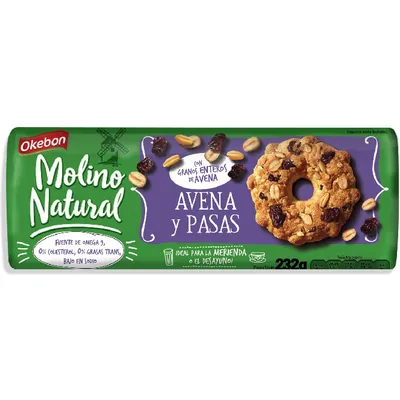 Okebon
Molino
Natural
FUENTE DE OMEGA 9,
0% COLESTEROL, 0% GRASAS TRANS,
BAJO EN SODIO
CON
GRANOS ENTEROS
DE AVENA
AVENA
y PASAS
IDEAL PARA LA MERIENDA
O EL DESAYUNO!
232g